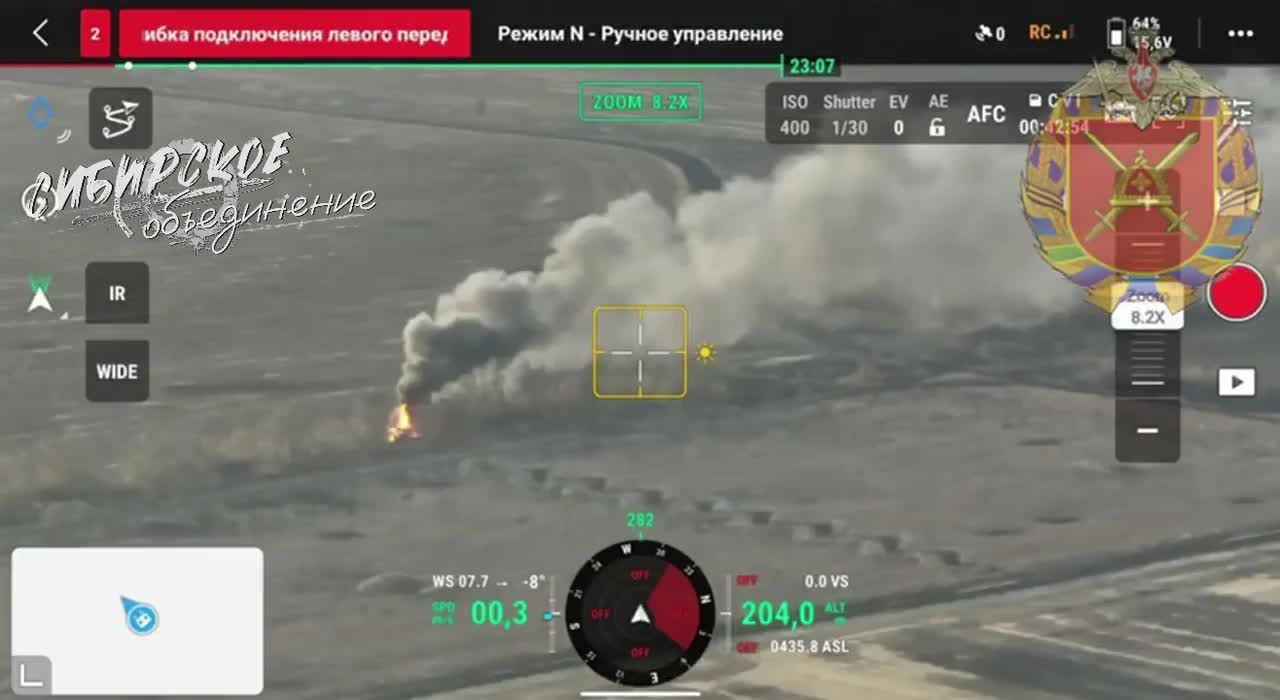 2
ибка подключения левого перед
Режим N - Ручное управление
0
RC
64%
15,6V
23:07
ZOOM 8.2X
ISO
400
Shutter
1/30
EV
0
AE
AFC
00:42:54
СИБИРСКОЕ
объединение
IR
WIDE
Zoom
8.2X
282
WS 07.7 → -8°
SPD
00,3
OFF
0.0 VS
204,0
ALT
OFF
0435.8 ASL
W
N
S
E
OFF
OFF
OFF